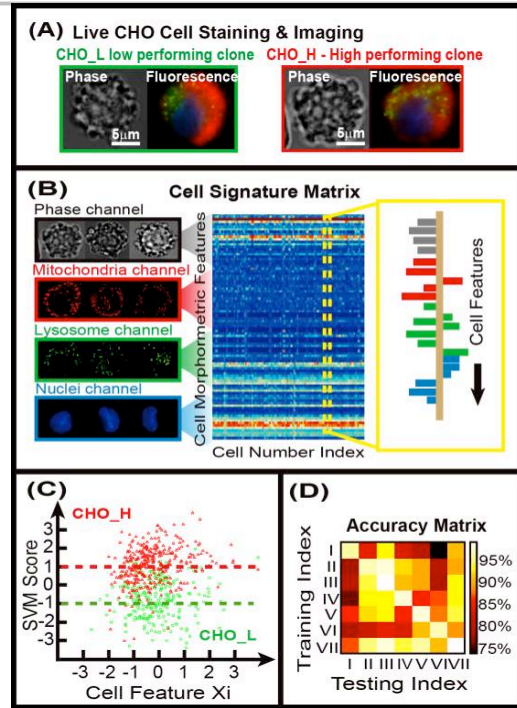 (A) Live CHO Cell Staining & Imaging
CHO_L low performing clone CHO_H - High performing clone
Phase Fluorescence Phase Fluorescence
5μm 5μm
(B) Cell Signature Matrix
Phase channel
Mitochondria channel
Lysosome channel
Nuclei channel
Cell Morphormetric Features
Cell Number Index
Cell Features
(C)
CHO_H
CHO_L
SVM Score
3
2
1
0
-1
-2
-3
-3 -2 -1 0 1 2 3
Cell Feature Xi
(D)
Accuracy Matrix
Training Index
I
II
III
IV
V
VI
VII
I II III IV V VI VII
Testing Index
95%
90%
85%
80%
75%